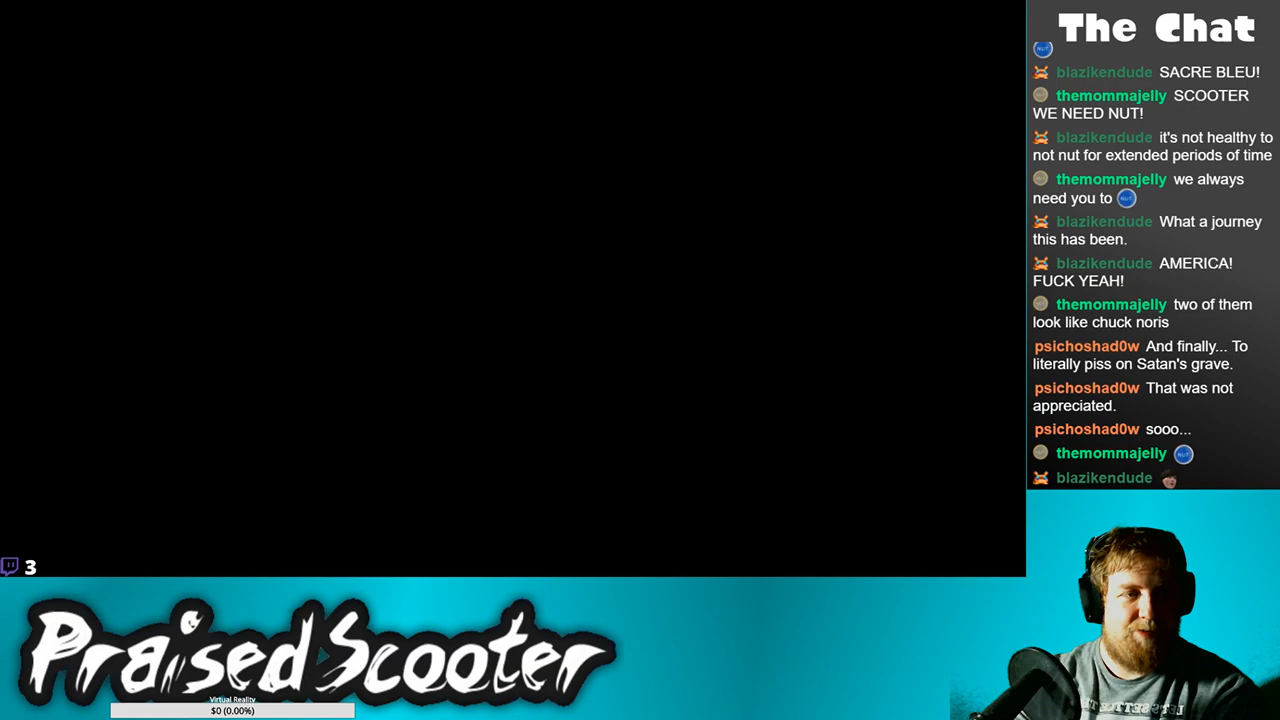 The Chat
NUT
blazikendude SACRE BLEU!
themommajelly SCOOTER
WE NEED NUT!
blazikendude it's not healthy to
not nut for extended periods of time
themommajelly we always
need you to NUT
blazikendude What a journey
this has been.
blazikendude AMERICA!
FUCK YEAH!
themommajelly two of them
look like chuck noris
psichoshad0w And finally... To
literally piss on Satan's grave.
psichoshad0w That was not
appreciated.
psichoshad0w sooo...
themommajelly NUT
blazikendude
3
PraisedScooter
Virtual Reality
$0 (0.00%)